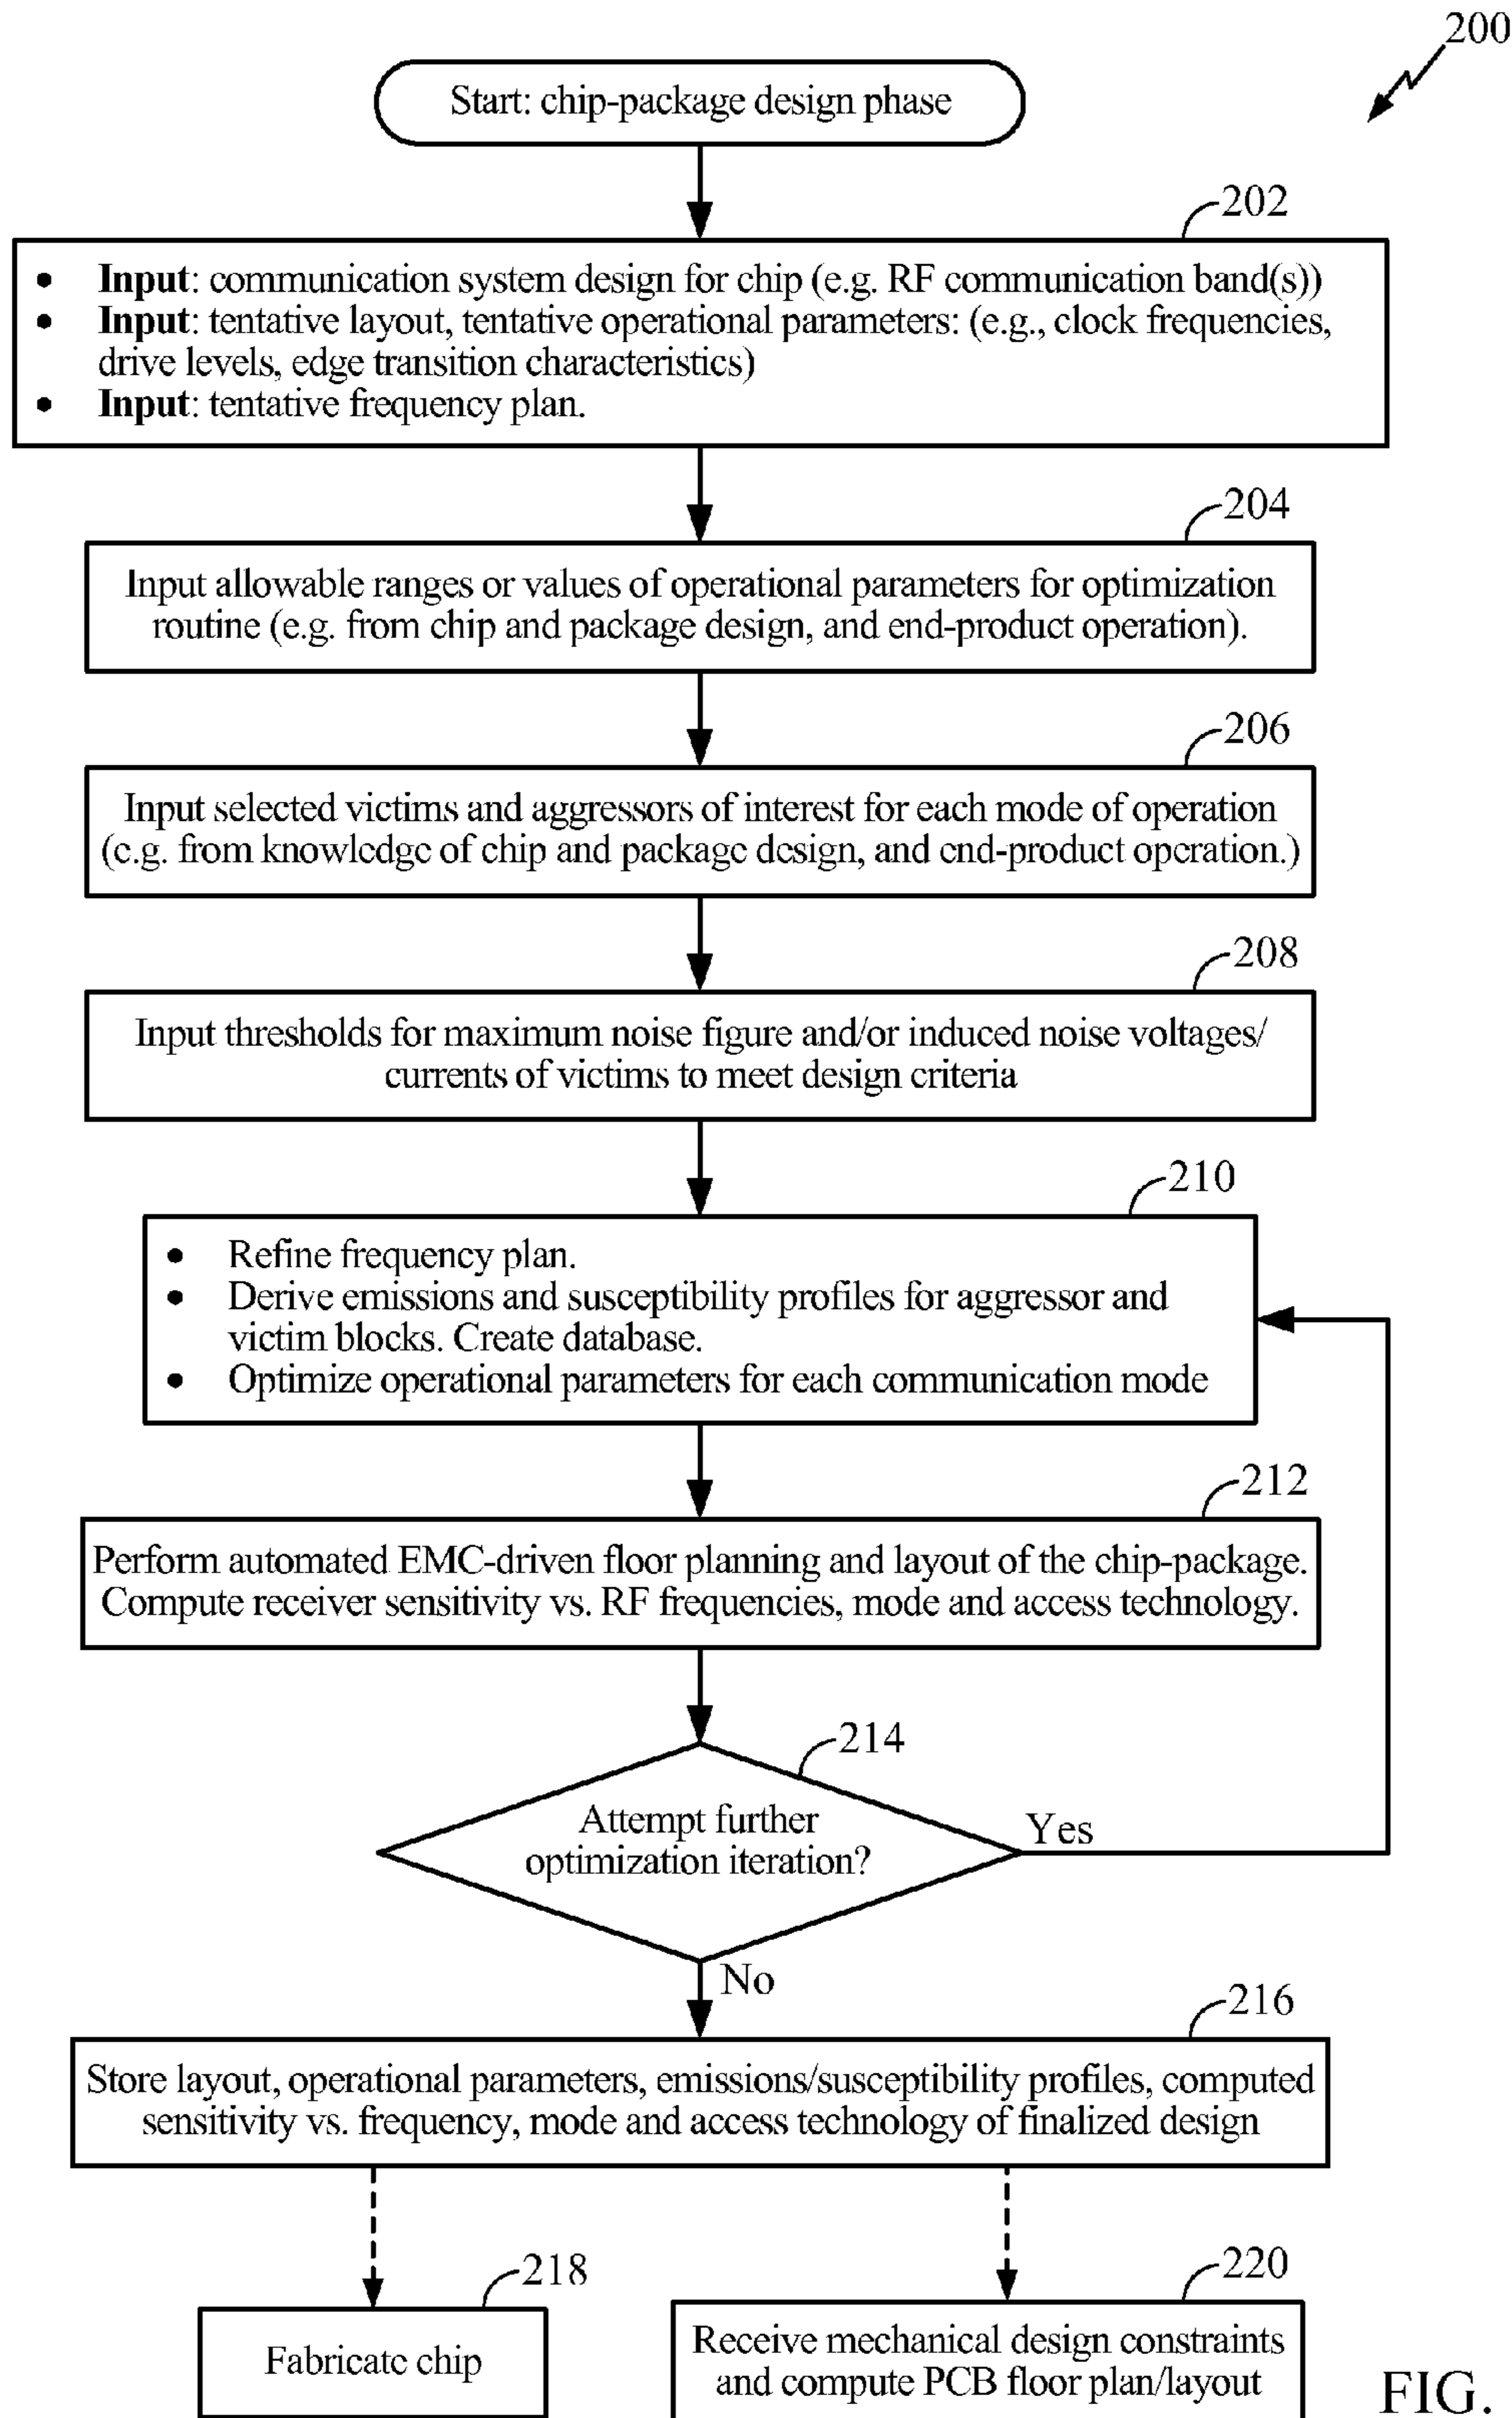 200
Start: chip-package design phase
202
• Input: communication system design for chip (e.g. RF communication band(s))
• Input: tentative layout, tentative operational parameters: (e.g., clock frequencies,
drive levels, edge transition characteristics)
• Input: tentative frequency plan.
204
Input allowable ranges or values of operational parameters for optimization
routine (e.g. from chip and package design, and end-product operation).
206
Input selected victims and aggressors of interest for each mode of operation
(e.g. from knowledge of chip and package design, and end-product operation.)
208
Input thresholds for maximum noise figure and/or induced noise voltages/
currents of victims to meet design criteria
210
• Refine frequency plan.
• Derive emissions and susceptibility profiles for aggressor and
victim blocks. Create database.
• Optimize operational parameters for each communication mode
212
Perform automated EMC-driven floor planning and layout of the chip-package.
Compute receiver sensitivity vs. RF frequencies, mode and access technology.
214
Attempt further
optimization iteration?
Yes
No
216
Store layout, operational parameters, emissions/susceptibility profiles, computed
sensitivity vs. frequency, mode and access technology of finalized design
218
Fabricate chip
220
Receive mechanical design constraints
and compute PCB floor plan/layout
FIG.